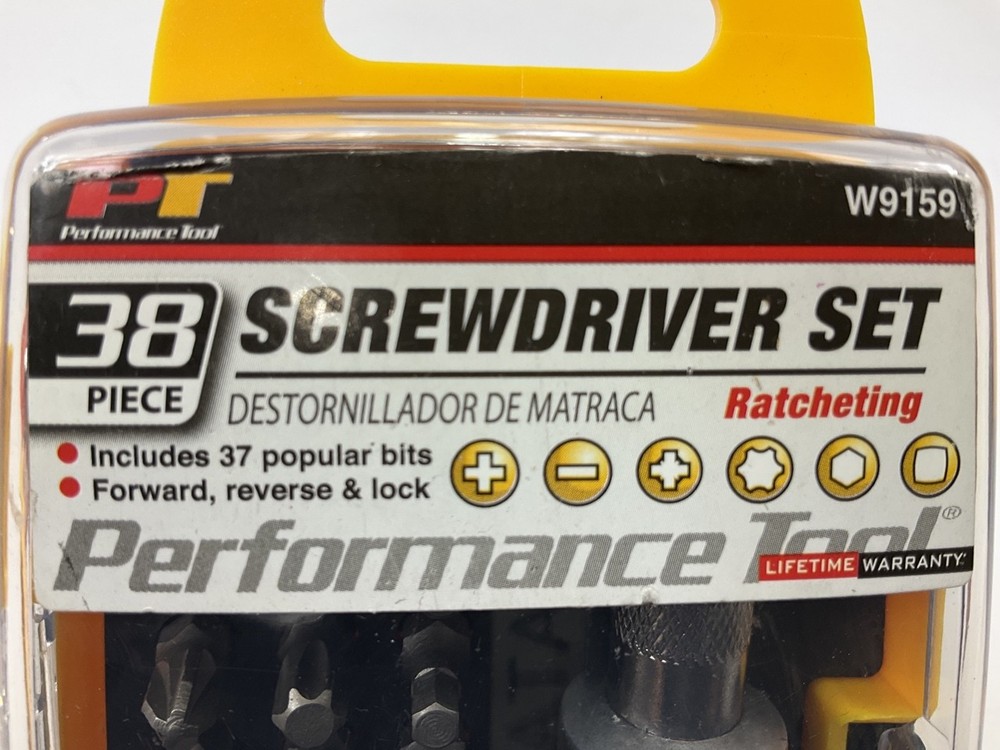 PT
Performance Tool
W9159
38
PIECE
SCREWDRIVER SET
DESTORNILLADOR DE MATRACA
Ratcheting
• Includes 37 popular bits
• Forward, reverse & lock
Performance Tool®
LIFETIME WARRANTY